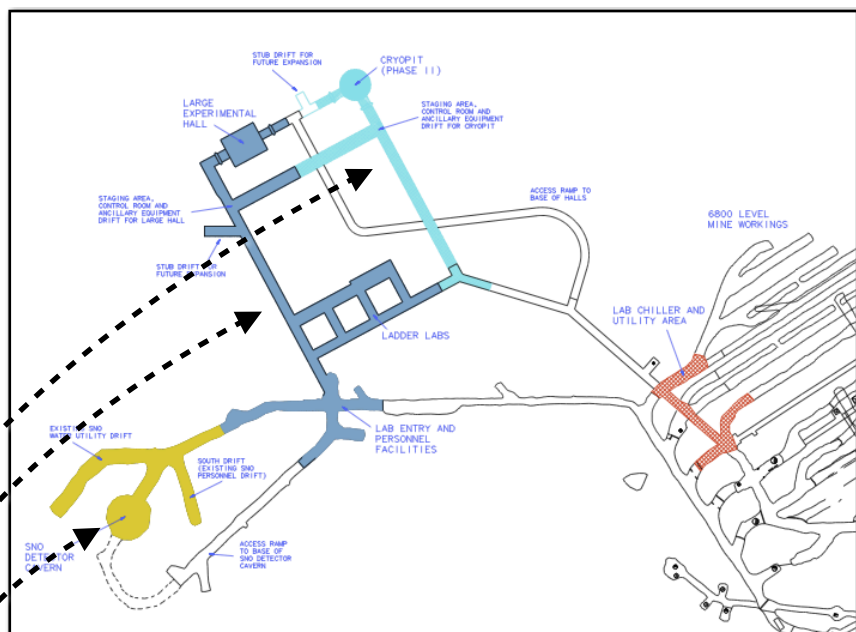 STUB DRIFT FOR
FUTURE EXPANSION
CRYOPIT
(PHASE II)
LARGE
EXPERIMENTAL
HALL
STAGING AREA,
CONTROL ROOM AND
ANCILLARY EQUIPMENT
DRIFT FOR CRYOPIT
ACCESS RAMP TO
BASE OF HALLS
STAGING AREA,
CONTROL ROOM AND
ANCILLARY EQUIPMENT
DRIFT FOR LARGE HALL
6800 LEVEL
MINE WORKINGS
STUB DRIFT FOR
FUTURE EXPANSION
LAB CHILLER AND
UTILITY AREA
LADDER LABS
EXISTING SNO
WATER UTILITY DRIFT
LAB ENTRY AND
PERSONNEL
FACILITIES
SOUTH DRIFT
(EXISTING SNO
PERSONNEL DRIFT)
SNO
DETECTOR
CAVERN
ACCESS RAMP
TO BASE OF
SNO DETECTOR
CAVERN